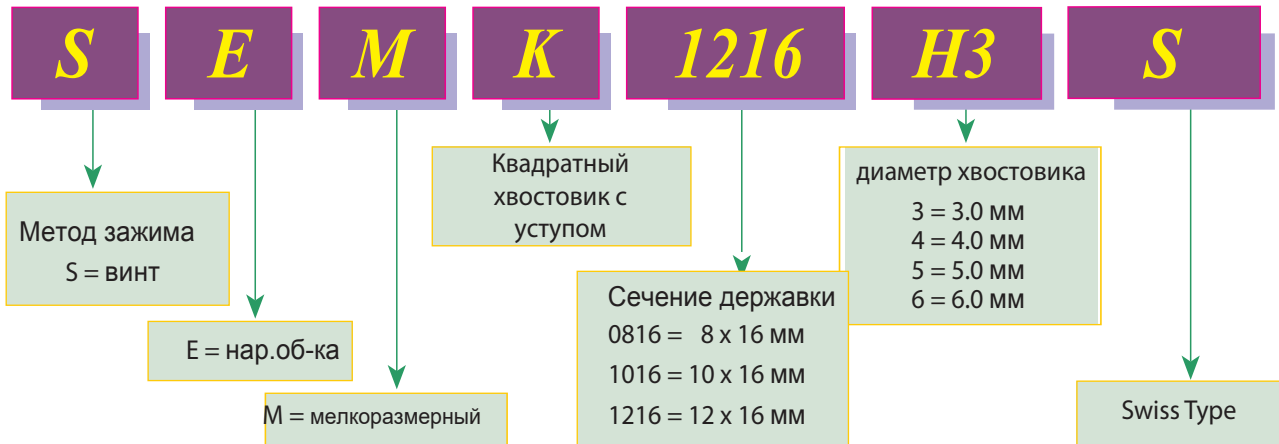 S E M K 1216 H3 S
Метод зажима
S = винт
E = нар.об-ка
M = мелкоразмерный
Квадратный
хвостовик с
уступом
Сечение державки
0816 = 8 x 16 мм
1016 = 10 x 16 мм
1216 = 12 x 16 мм
диаметр хвостовика
3 = 3.0 мм
4 = 4.0 мм
5 = 5.0 мм
6 = 6.0 мм
Swiss Type